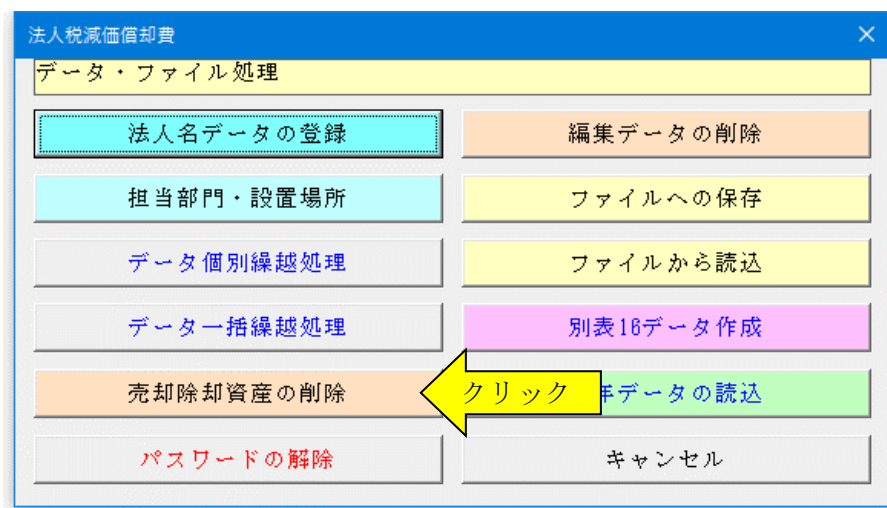 法人税減価償却費
データ・ファイル処理
法人名データの登録
編集データの削除
担当部門・設置場所
ファイルへの保存
データ個別繰越処理
ファイルから読込
データ一括繰越処理
別表16データ作成
売却除却資産の削除
クリック
年データの読込
パスワードの解除
キャンセル